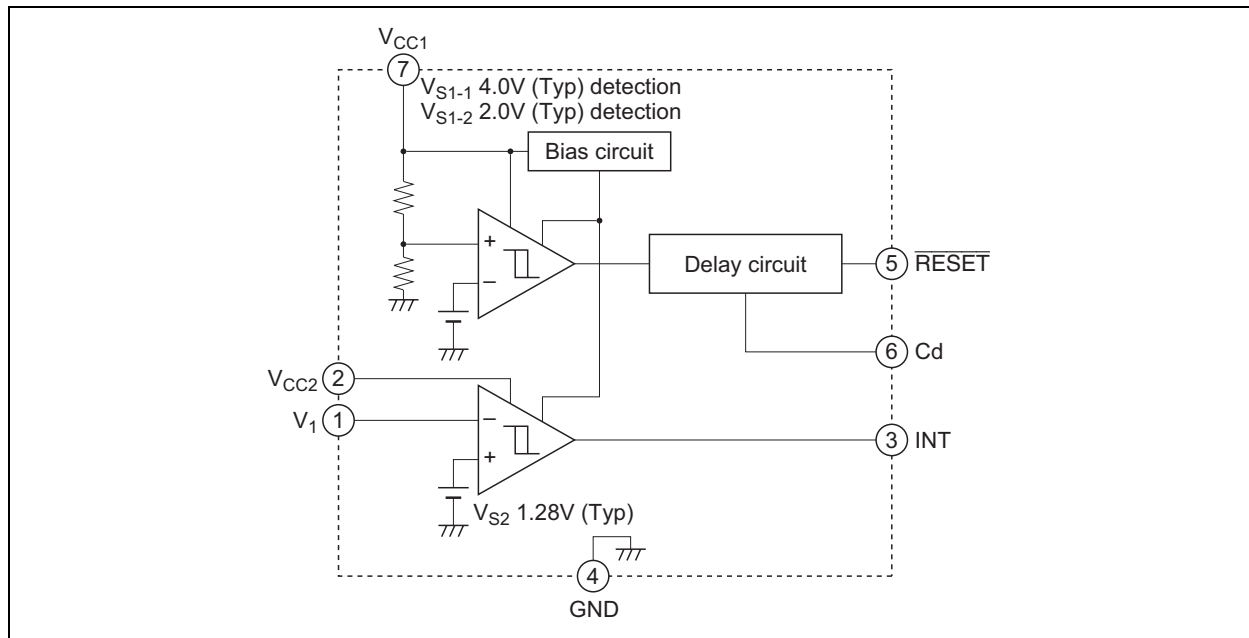 VCC1
7
VS1-1 4.0V (Typ) detection
VS1-2 2.0V (Typ) detection
Bias circuit
+
−
Delay circuit
5 RESET
6 Cd
VCC2 2
V1 1
−
+
3 INT
VS2 1.28V (Typ)
4
GND